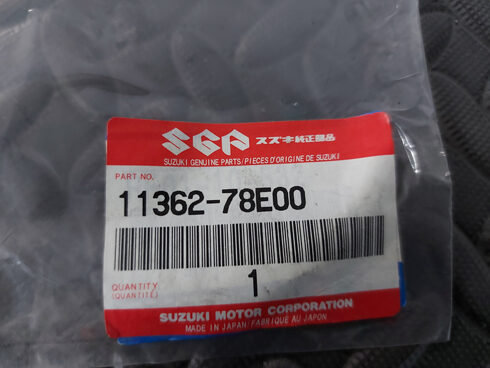 SGP スズキ純正部品
SUZUKI GENUINE PARTS/PIECES D'ORIGINE DE SUZUKI
PART NO.
11362-78E00
QUANTITY
(QUANTITÉ)
1
SUZUKI MOTOR CORPORATION
MADE IN JAPAN/FABRIQUE AU JAPON